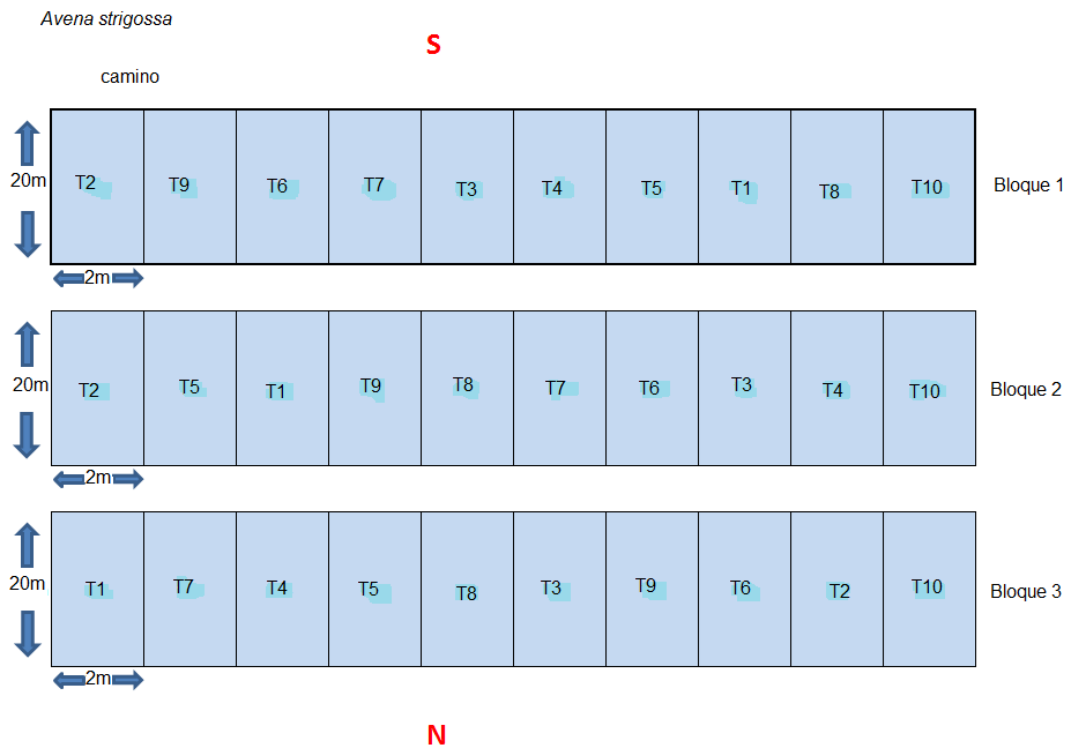 Avena strigossa
S
camino
20m T2 T9 T6 T7 T3 T4 T5 T1 T8 T10 Bloque 1
2m
20m T2 T5 T1 T9 T8 T7 T6 T3 T4 T10 Bloque 2
2m
20m T1 T7 T4 T5 T8 T3 T9 T6 T2 T10 Bloque 3
2m
N